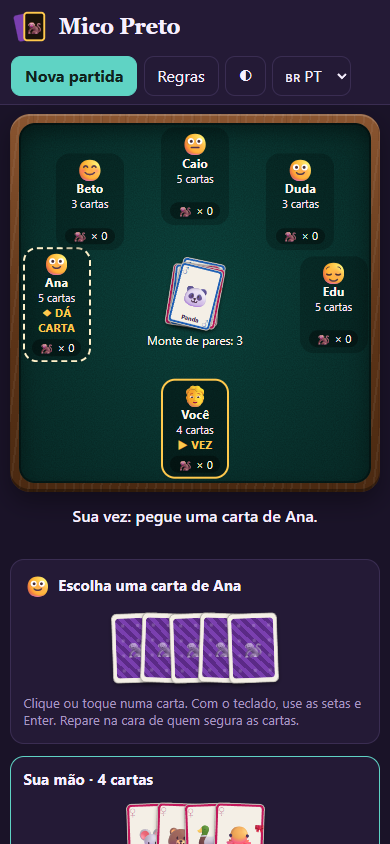 Mico Preto
Nova partida
Regras
BR PT
Caio
5 cartas
× 0
Beto
3 cartas
× 0
Duda
3 cartas
× 0
Ana
5 cartas
◆ DÁ
CARTA
× 0
Edu
5 cartas
× 0
Panda
Monte de pares: 3
Você
4 cartas
▶ VEZ
× 0
Sua vez: pegue uma carta de Ana.
Escolha uma carta de Ana
Clique ou toque numa carta. Com o teclado, use as setas e
Enter. Repare na cara de quem segura as cartas.
Sua mão · 4 cartas